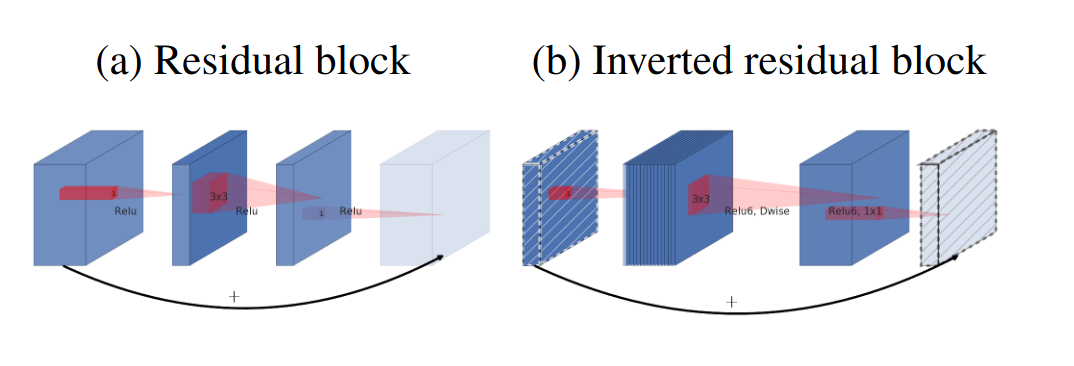 (a) Residual block
(b) Inverted residual block
1
Relu
3x3
Relu
1
Relu
+
3x3
Relu6, Dwise
Relu6, 1x1
+